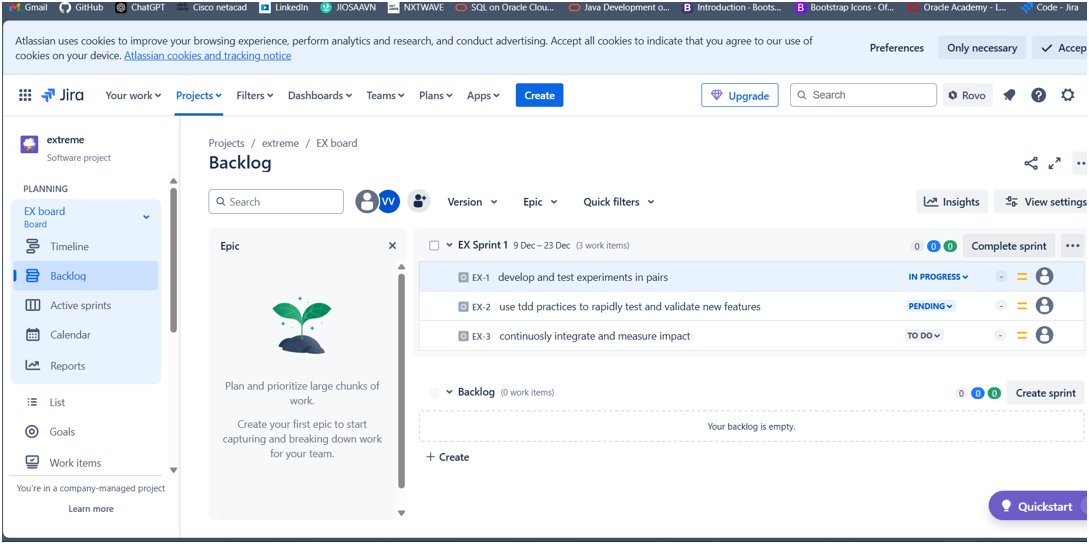 Gmail GitHub ChatGPT Cisco netacad LinkedIn JIOSAAVN NXTWAVE SQL on Oracle Clou... Java Development o... Introduction · Boots... Bootstrap Icons · Of... Oracle Academy - L... Code - Jira
Atlassian uses cookies to improve your browsing experience, perform analytics and research, and conduct advertising. Accept all cookies to indicate that you agree to our use of
cookies on your device. Atlassian cookies and tracking notice
Preferences Only necessary Accep
Jira Your work Projects Filters Dashboards Teams Plans Apps Create Upgrade Search Rovo
extreme
Software project
PLANNING
EX board
Board
Timeline
Backlog
Active sprints
Calendar
Reports
List
Goals
Work items
You're in a company-managed project
Learn more
Projects / extreme / EX board
Backlog
Search VV Version Epic Quick filters Insights View settings
Epic
Plan and prioritize large chunks of
work.
Create your first epic to start
capturing and breaking down work
for your team.
EX Sprint 1 9 Dec – 23 Dec (3 work items) 0 0 0 Complete sprint
EX-1 develop and test experiments in pairs IN PROGRESS -
EX-2 use tdd practices to rapidly test and validate new features PENDING -
EX-3 continuosly integrate and measure impact TO DO -
Backlog (0 work items) 0 0 0 Create sprint
Your backlog is empty.
+ Create
Quickstart